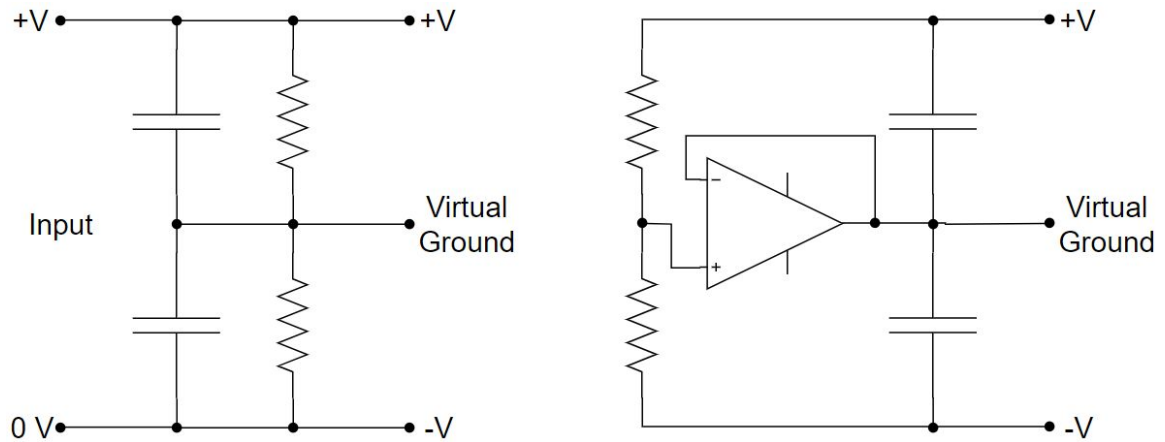 +V
+V
Input
Virtual
Ground
0 V
-V
+V
−
+
Virtual
Ground
-V